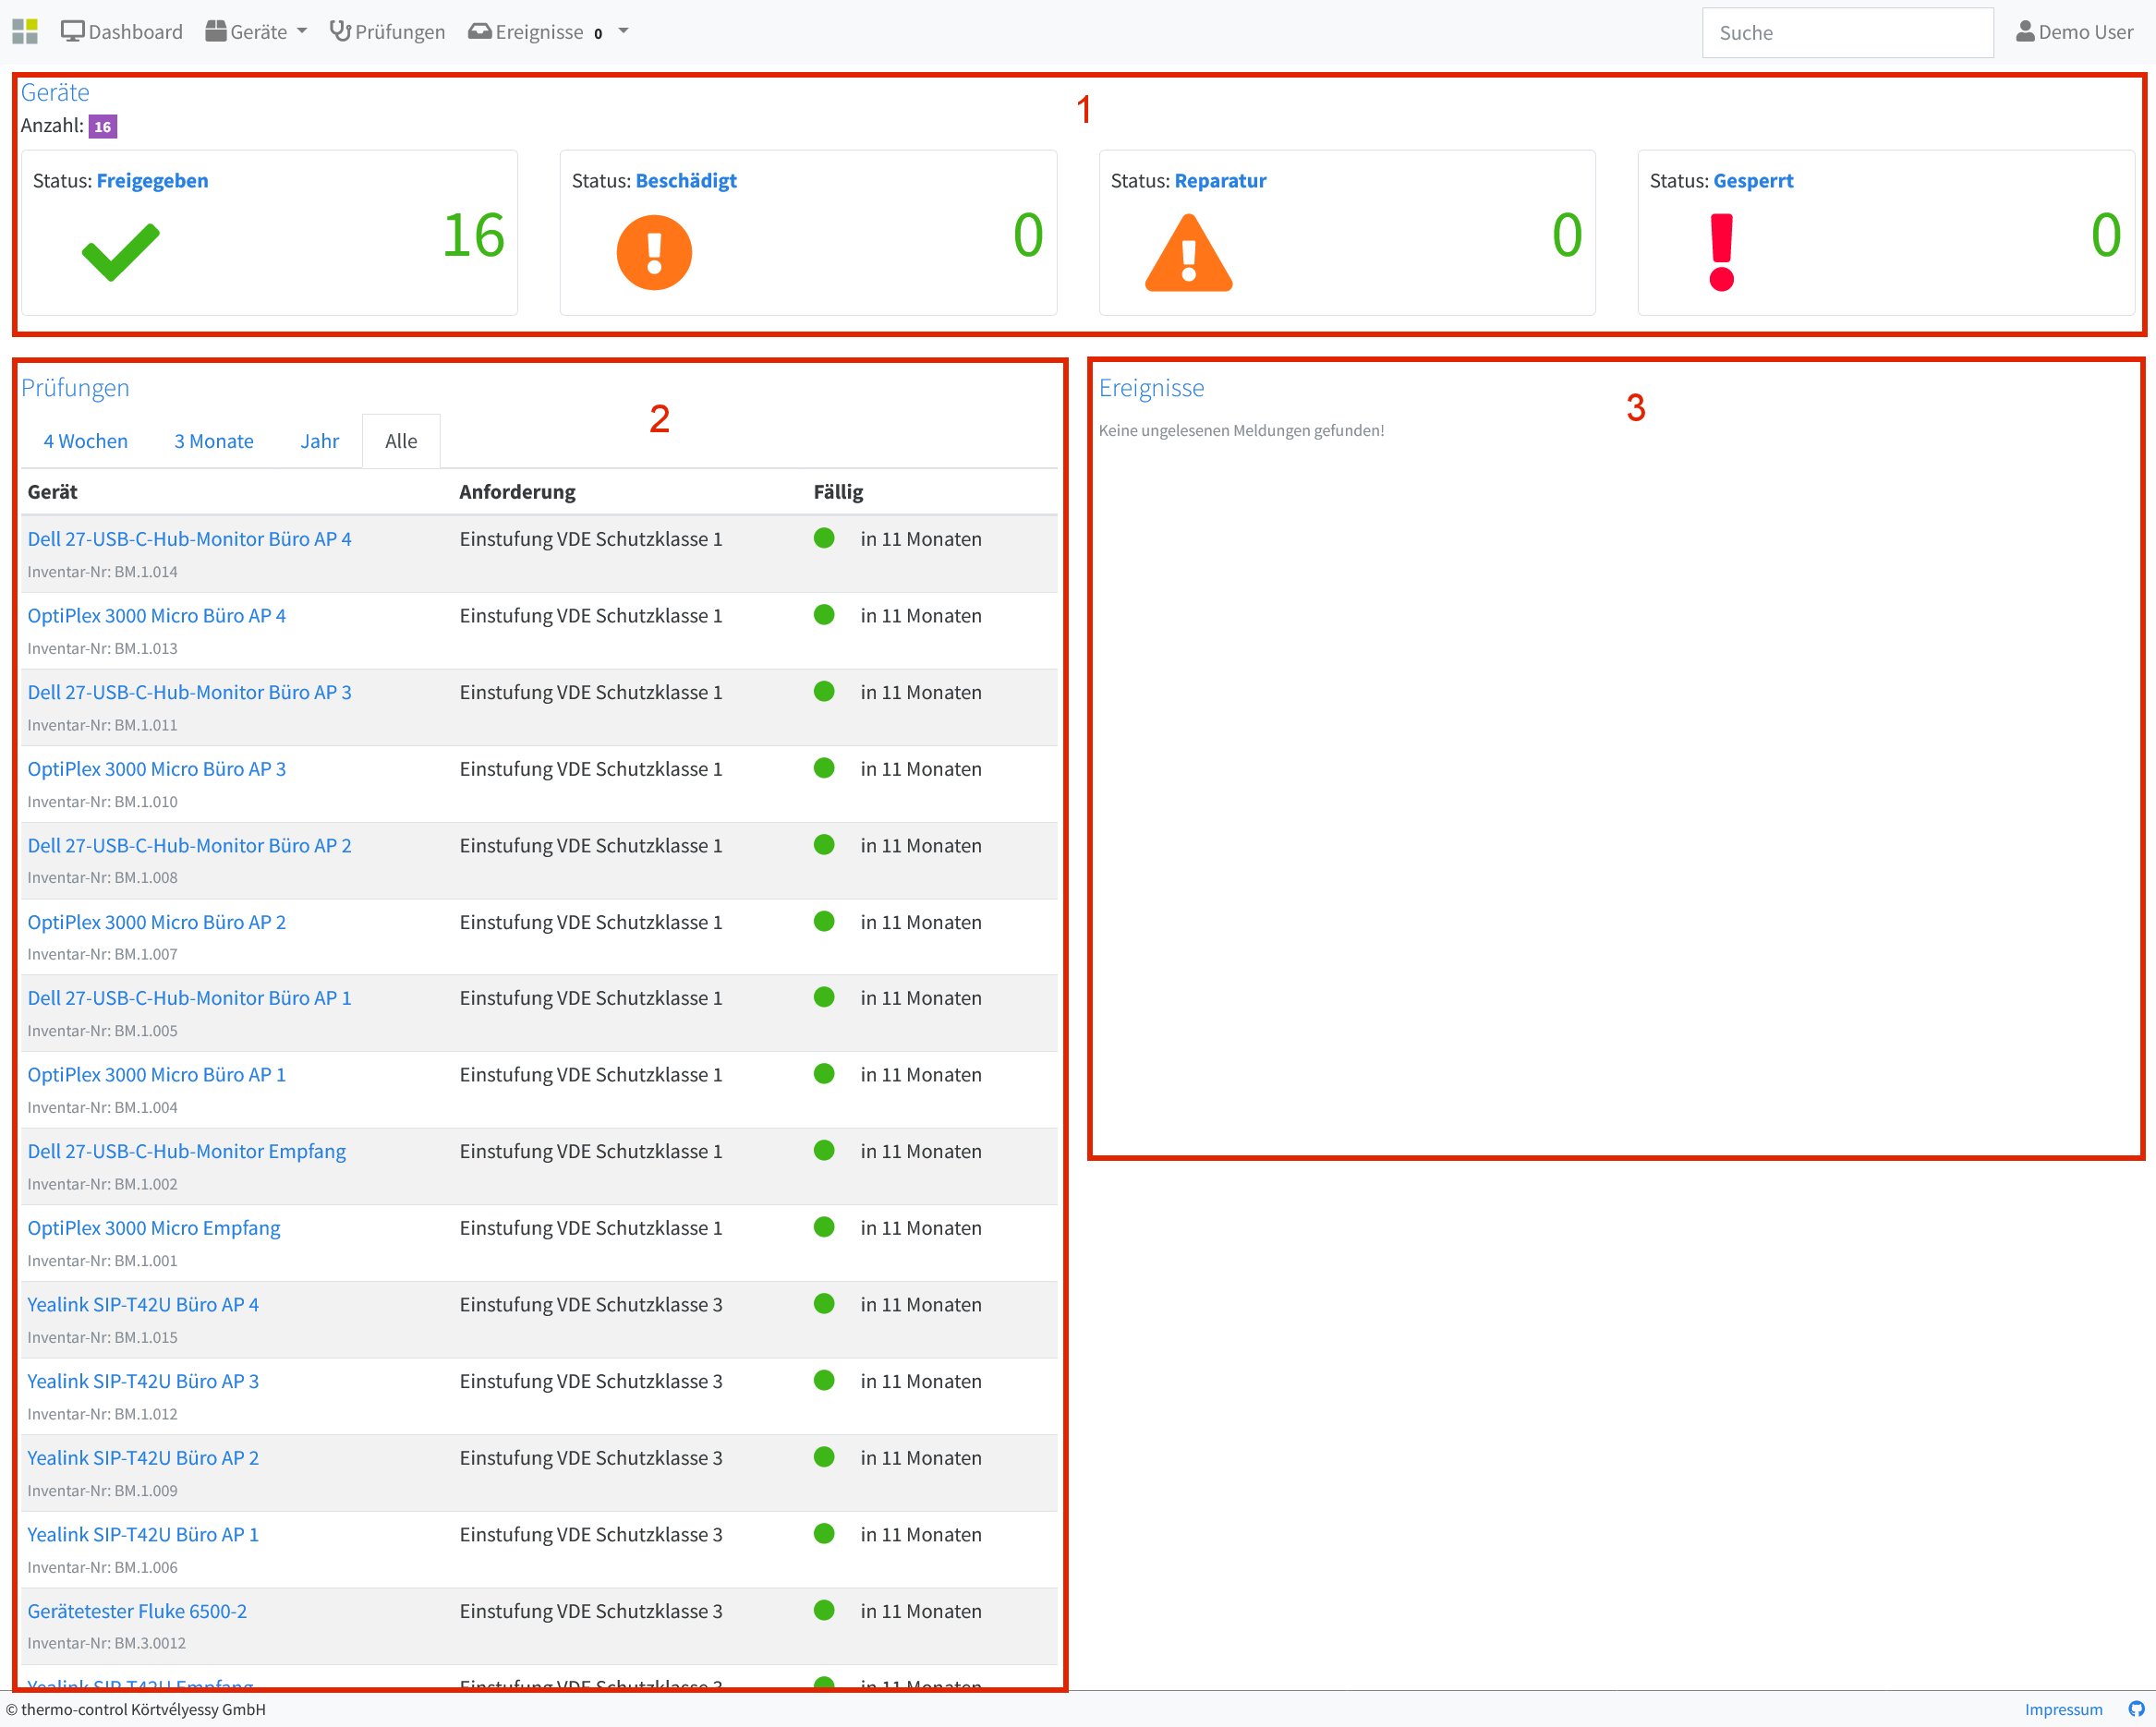 Dashboard Geräte Prüfungen Ereignisse 0 Suche Demo User
Geräte
1
Anzahl: 16
Status: Freigegeben
16
Status: Beschädigt
0
Status: Reparatur
0
Status: Gesperrt
0
Prüfungen
2
4 Wochen 3 Monate Jahr Alle
Gerät Anforderung Fällig
Dell 27-USB-C-Hub-Monitor Büro AP 4 Einstufung VDE Schutzklasse 1 in 11 Monaten
Inventar-Nr: BM.1.014
OptiPlex 3000 Micro Büro AP 4 Einstufung VDE Schutzklasse 1 in 11 Monaten
Inventar-Nr: BM.1.013
Dell 27-USB-C-Hub-Monitor Büro AP 3 Einstufung VDE Schutzklasse 1 in 11 Monaten
Inventar-Nr: BM.1.011
OptiPlex 3000 Micro Büro AP 3 Einstufung VDE Schutzklasse 1 in 11 Monaten
Inventar-Nr: BM.1.010
Dell 27-USB-C-Hub-Monitor Büro AP 2 Einstufung VDE Schutzklasse 1 in 11 Monaten
Inventar-Nr: BM.1.008
OptiPlex 3000 Micro Büro AP 2 Einstufung VDE Schutzklasse 1 in 11 Monaten
Inventar-Nr: BM.1.007
Dell 27-USB-C-Hub-Monitor Büro AP 1 Einstufung VDE Schutzklasse 1 in 11 Monaten
Inventar-Nr: BM.1.005
OptiPlex 3000 Micro Büro AP 1 Einstufung VDE Schutzklasse 1 in 11 Monaten
Inventar-Nr: BM.1.004
Dell 27-USB-C-Hub-Monitor Empfang Einstufung VDE Schutzklasse 1 in 11 Monaten
Inventar-Nr: BM.1.002
OptiPlex 3000 Micro Empfang Einstufung VDE Schutzklasse 1 in 11 Monaten
Inventar-Nr: BM.1.001
Yealink SIP-T42U Büro AP 4 Einstufung VDE Schutzklasse 3 in 11 Monaten
Inventar-Nr: BM.1.015
Yealink SIP-T42U Büro AP 3 Einstufung VDE Schutzklasse 3 in 11 Monaten
Inventar-Nr: BM.1.012
Yealink SIP-T42U Büro AP 2 Einstufung VDE Schutzklasse 3 in 11 Monaten
Inventar-Nr: BM.1.009
Yealink SIP-T42U Büro AP 1 Einstufung VDE Schutzklasse 3 in 11 Monaten
Inventar-Nr: BM.1.006
Gerätetester Fluke 6500-2 Einstufung VDE Schutzklasse 3 in 11 Monaten
Inventar-Nr: BM.3.0012
Yealink SIP-T42U Empfang Einstufung VDE Schutzklasse 3 in 11 Monaten
Ereignisse
3
Keine ungelesenen Meldungen gefunden!
© thermo-control Körtvélyessy GmbH Impressum